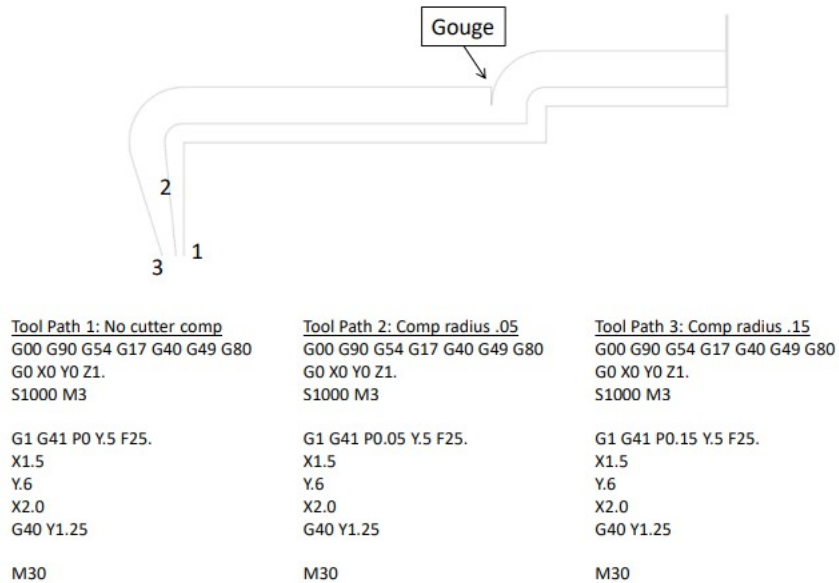 Gouge
2
1
3
Tool Path 1: No cutter comp
G00 G90 G54 G17 G40 G49 G80
G0 X0 Y0 Z1.
S1000 M3
G1 G41 P0 Y.5 F25.
X1.5
Y.6
X2.0
G40 Y1.25
M30
Tool Path 2: Comp radius .05
G00 G90 G54 G17 G40 G49 G80
G0 X0 Y0 Z1.
S1000 M3
G1 G41 P0.05 Y.5 F25.
X1.5
Y.6
X2.0
G40 Y1.25
M30
Tool Path 3: Comp radius .15
G00 G90 G54 G17 G40 G49 G80
G0 X0 Y0 Z1.
S1000 M3
G1 G41 P0.15 Y.5 F25.
X1.5
Y.6
X2.0
G40 Y1.25
M30